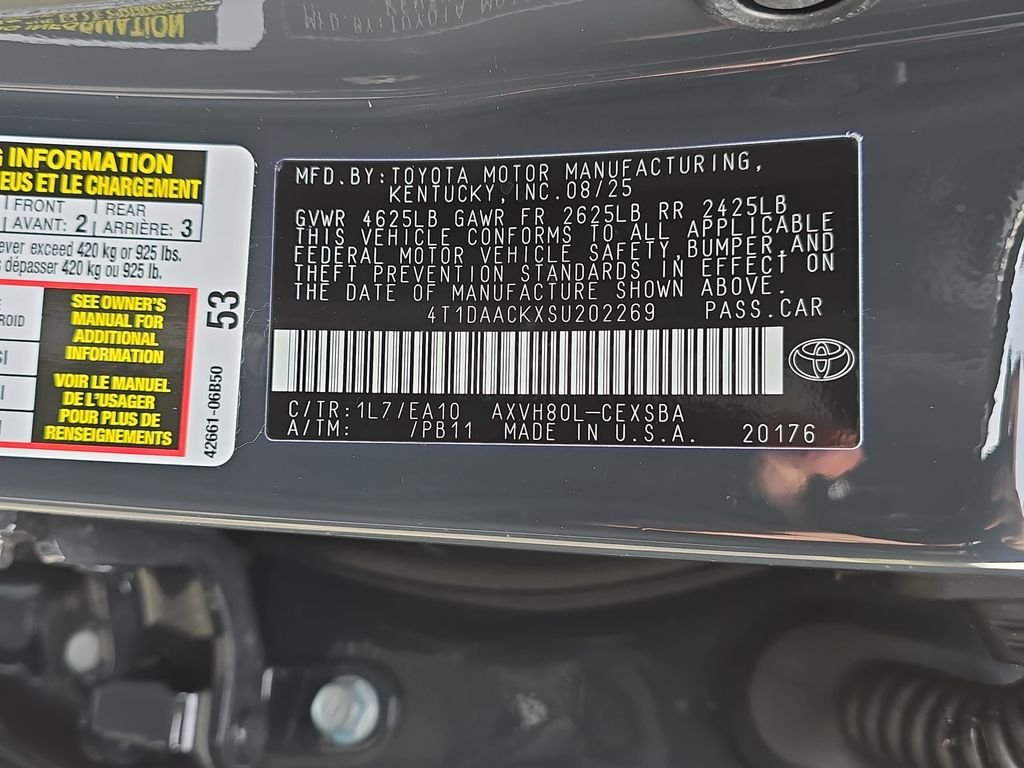 INFORMATION
EUS ET LE CHARGEMENT
FRONT
REAR
AVANT: 2
ARRIÈRE: 3
ever exceed 420 kg or 925 lbs.
dépasser 420 kg ou 925 lb.
SEE OWNER'S
MANUAL FOR
ADDITIONAL
INFORMATION
VOIR LE MANUEL
DE L'USAGER
POUR PLUS DE
RENSEIGNEMENTS
53
42661-06B50
MFD.BY:TOYOTA MOTOR MANUFACTURING,
KENTUCKY,INC.08/25
GVWR 4625LB GAWR FR 2625LB RR 2425LB
THIS VEHICLE CONFORMS TO ALL APPLICABLE
FEDERAL MOTOR VEHICLE SAFETY,BUMPER,AND
THEFT PREVENTION STANDARDS IN EFFECT ON
THE DATE OF MANUFACTURE SHOWN ABOVE.
4T1DAACKXSU202269 PASS.CAR
C/TR:1L7/EA10 AXVH80L-CEXSBA
A/TM: /PB11 MADE IN U.S.A. 20176